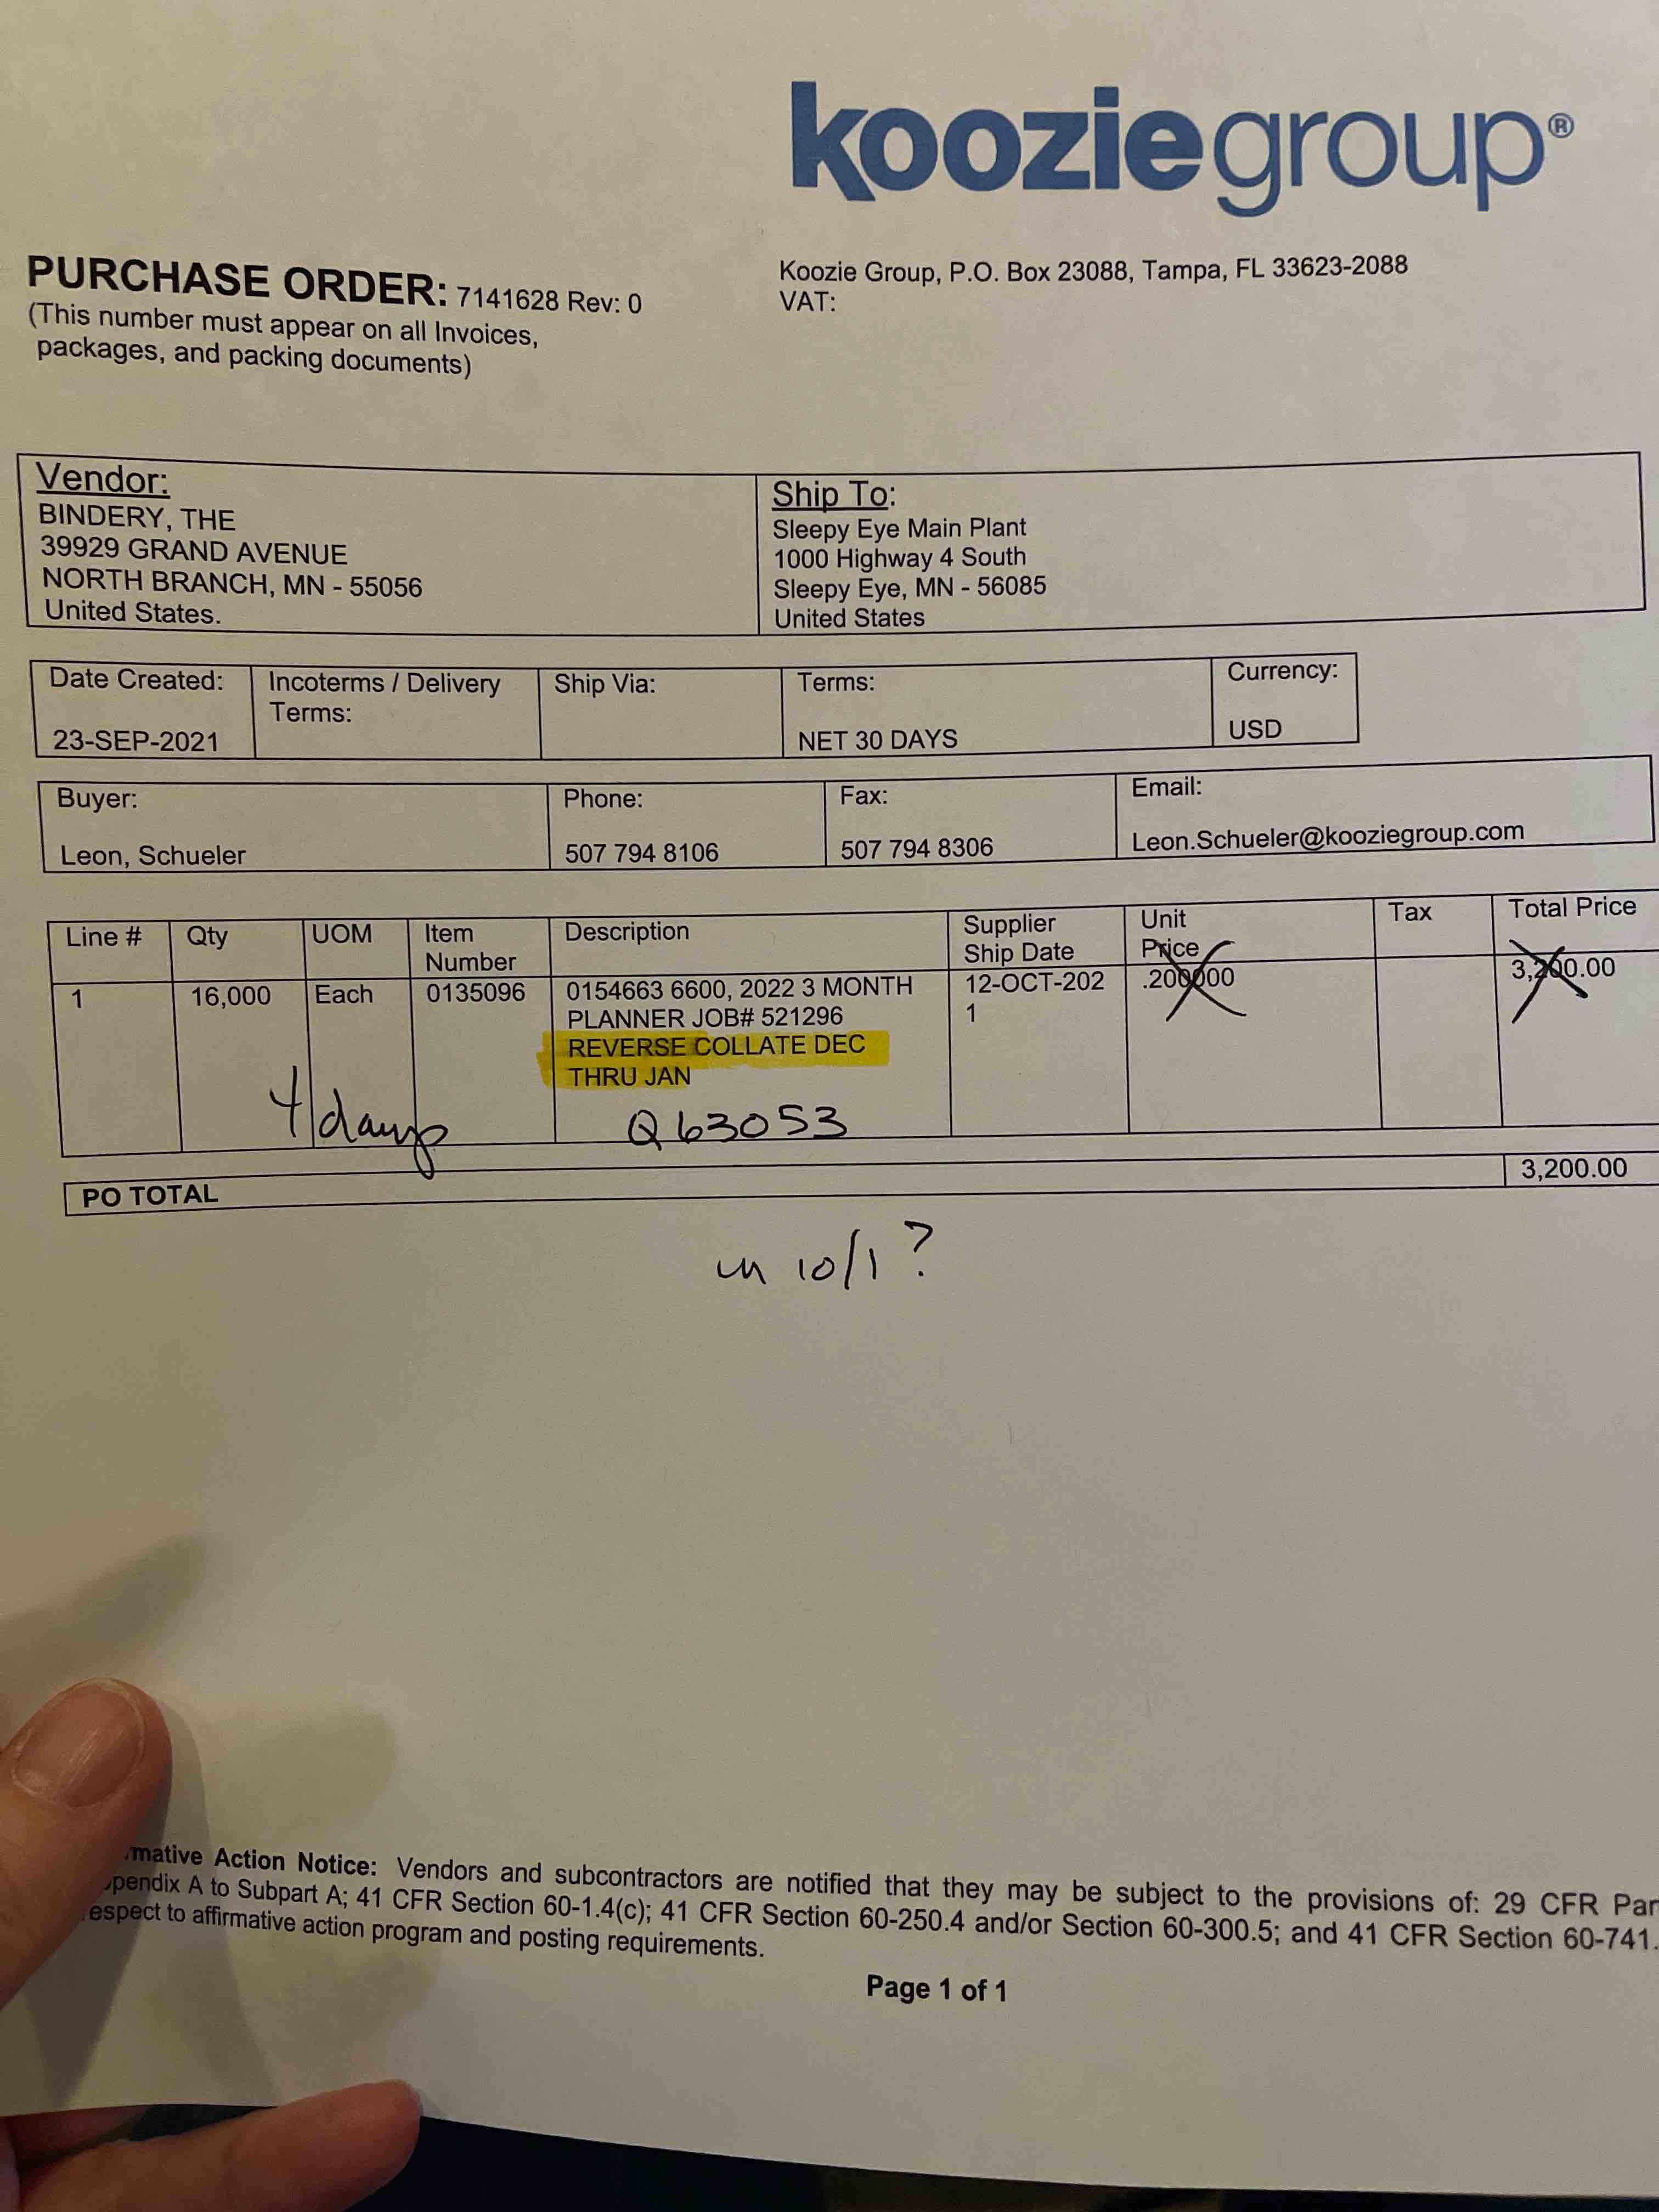 kooziegroup®
PURCHASE ORDER: 7141628 Rev: 0
(This number must appear on all Invoices,
packages, and packing documents)
Koozie Group, P.O. Box 23088, Tampa, FL 33623-2088
VAT:
Vendor:
BINDERY, THE
39929 GRAND AVENUE
NORTH BRANCH, MN - 55056
United States.
Ship To:
Sleepy Eye Main Plant
1000 Highway 4 South
Sleepy Eye, MN - 56085
United States
Date Created:
23-SEP-2021
Incoterms / Delivery
Terms:
Ship Via:
Terms:
NET 30 DAYS
Currency:
USD
Buyer:
Leon, Schueler
Phone:
507 794 8106
Fax:
507 794 8306
Email:
Leon.Schueler@kooziegroup.com
Line #
Qty
UOM
Item
Number
Description
Supplier
Ship Date
Unit
Price
Tax
Total Price
1
16,000
Each
0135096
0154663 6600, 2022 3 MONTH
PLANNER JOB# 521296
REVERSE COLLATE DEC
THRU JAN
12-OCT-202
1
.200000
3,200.00
4 days
Q63053
PO TOTAL
3,200.00
in 10/1?
mative Action Notice: Vendors and subcontractors are notified that they may be subject to the provisions of: 29 CFR Par
pendix A to Subpart A; 41 CFR Section 60-1.4(c); 41 CFR Section 60-250.4 and/or Section 60-300.5; and 41 CFR Section 60-741.
espect to affirmative action program and posting requirements.
Page 1 of 1